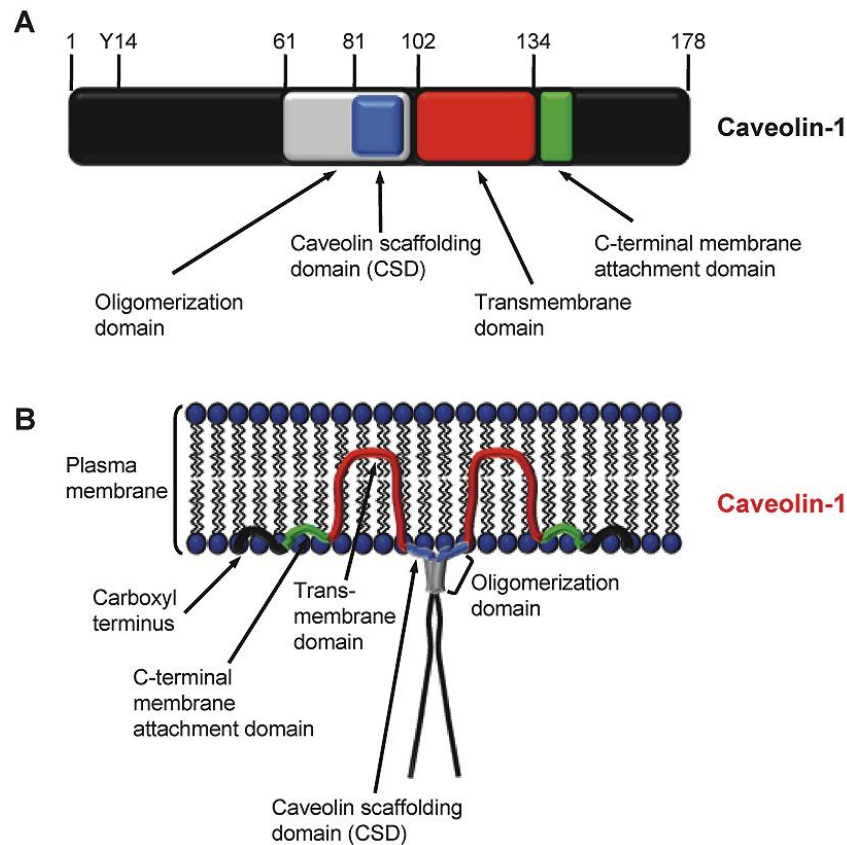 A
1 Y14 61 81 102 134 178
Caveolin-1
Caveolin scaffolding
domain (CSD)
C-terminal membrane
attachment domain
Oligomerization
domain
Transmembrane
domain
B
Plasma
membrane
Caveolin-1
Carboxyl
terminus
Trans-
membrane
domain
Oligomerization
domain
C-terminal
membrane
attachment domain
Caveolin scaffolding
domain (CSD)